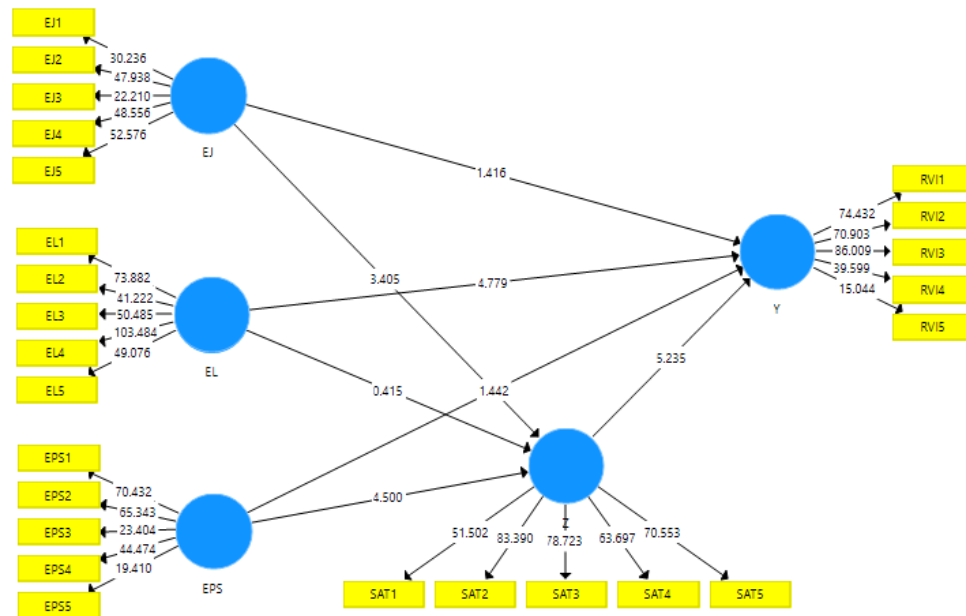 EJ1
EJ2
EJ3
EJ4
EJ5
30.236
47.938
22.210
48.556
52.576
EJ
1.416
3.405
EL1
EL2
EL3
EL4
EL5
73.882
41.222
50.485
103.484
49.076
EL
4.779
0.415
EPS1
EPS2
EPS3
EPS4
EPS5
70.432
65.343
23.404
44.474
19.410
EPS
1.442
4.500
5.235
Y
74.432
70.903
86.009
39.599
15.044
RVI1
RVI2
RVI3
RVI4
RVI5
Z
51.502
83.390
78.723
63.697
70.553
SAT1
SAT2
SAT3
SAT4
SAT5